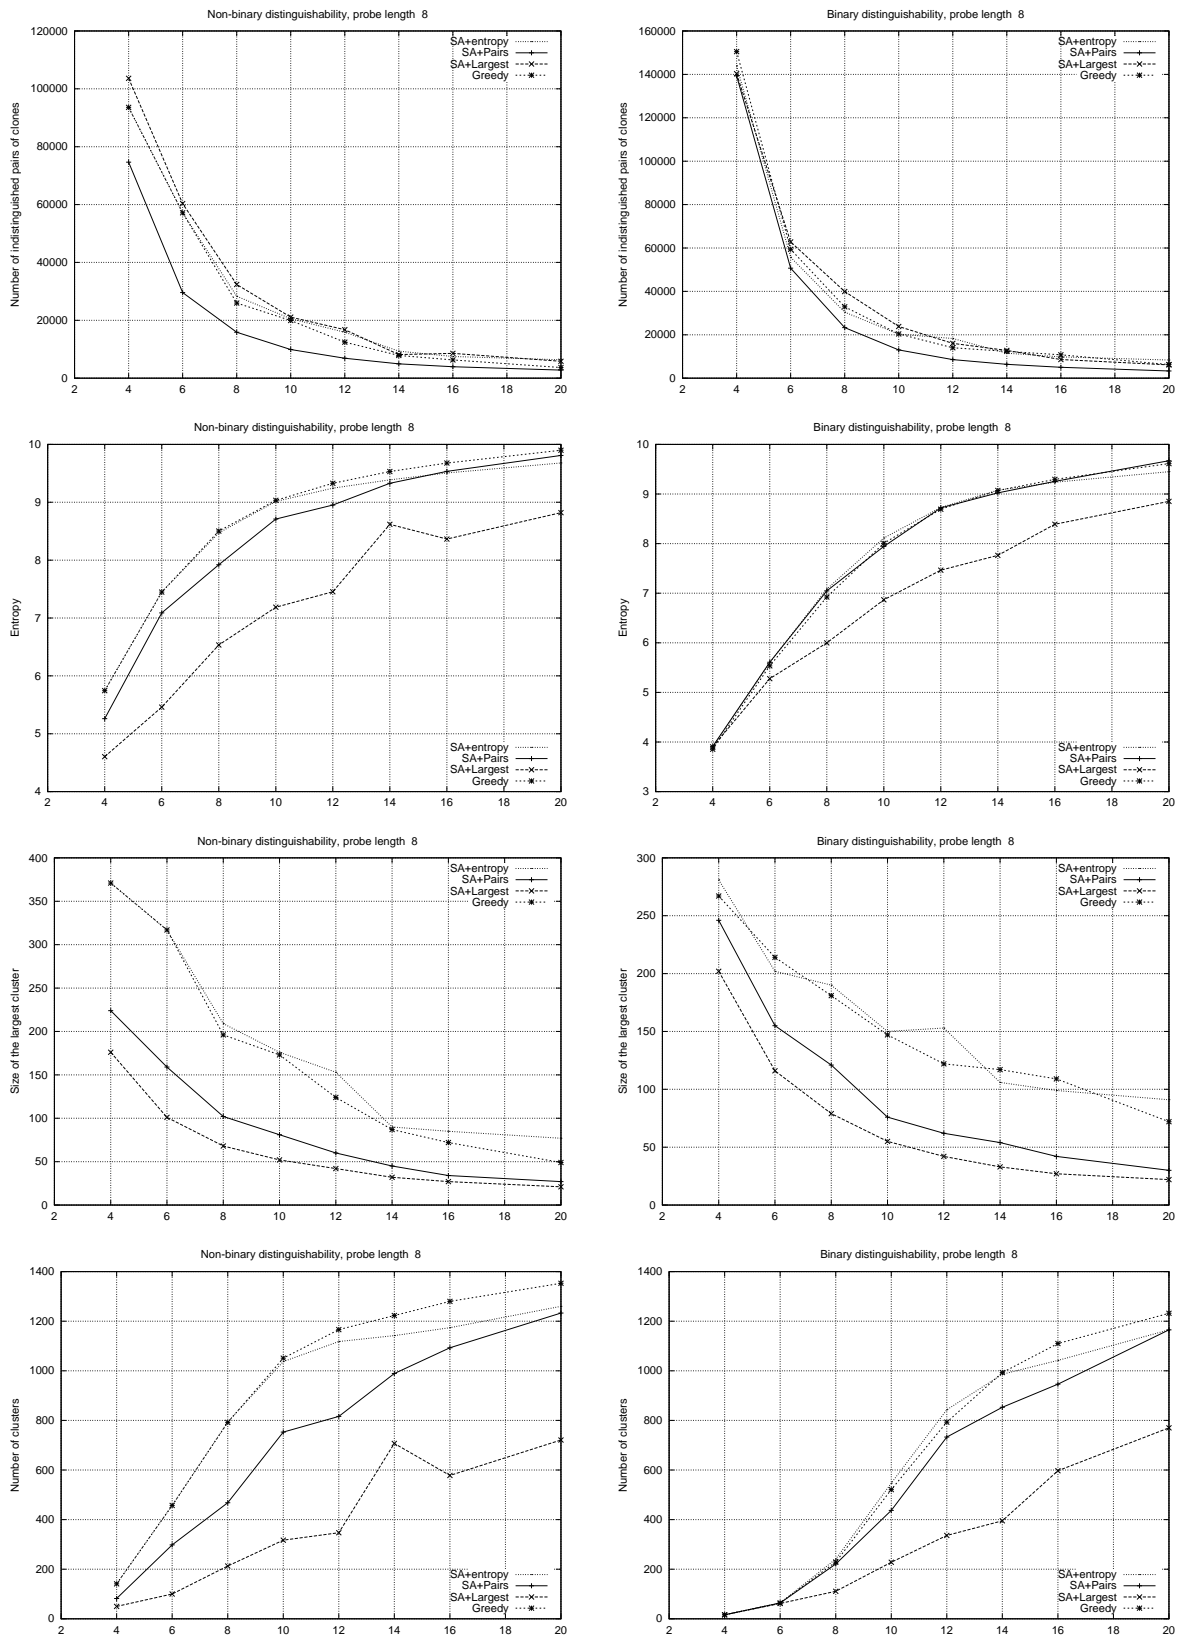 Non-binary distinguishability, probe length 8
Number of indistinguished pairs of clones
120000
100000
80000
60000
40000
20000
0
2 4 6 8 10 12 14 16 18 20
SA+entropy
SA+Pairs
SA+Largest
Greedy
Binary distinguishability, probe length 8
Number of indistinguished pairs of clones
160000
140000
120000
100000
80000
60000
40000
20000
0
2 4 6 8 10 12 14 16 18 20
SA+entropy
SA+Pairs
SA+Largest
Greedy
Non-binary distinguishability, probe length 8
Entropy
10
9
8
7
6
5
4
2 4 6 8 10 12 14 16 18 20
SA+entropy
SA+Pairs
SA+Largest
Greedy
Binary distinguishability, probe length 8
Entropy
10
9
8
7
6
5
4
3
2 4 6 8 10 12 14 16 18 20
SA+entropy
SA+Pairs
SA+Largest
Greedy
Non-binary distinguishability, probe length 8
Size of the largest cluster
400
350
300
250
200
150
100
50
0
2 4 6 8 10 12 14 16 18 20
SA+entropy
SA+Pairs
SA+Largest
Greedy
Binary distinguishability, probe length 8
Size of the largest cluster
300
250
200
150
100
50
0
2 4 6 8 10 12 14 16 18 20
SA+entropy
SA+Pairs
SA+Largest
Greedy
Non-binary distinguishability, probe length 8
Number of clusters
1400
1200
1000
800
600
400
200
0
2 4 6 8 10 12 14 16 18 20
SA+entropy
SA+Pairs
SA+Largest
Greedy
Binary distinguishability, probe length 8
Number of clusters
1400
1200
1000
800
600
400
200
0
2 4 6 8 10 12 14 16 18 20
SA+entropy
SA+Pairs
SA+Largest
Greedy